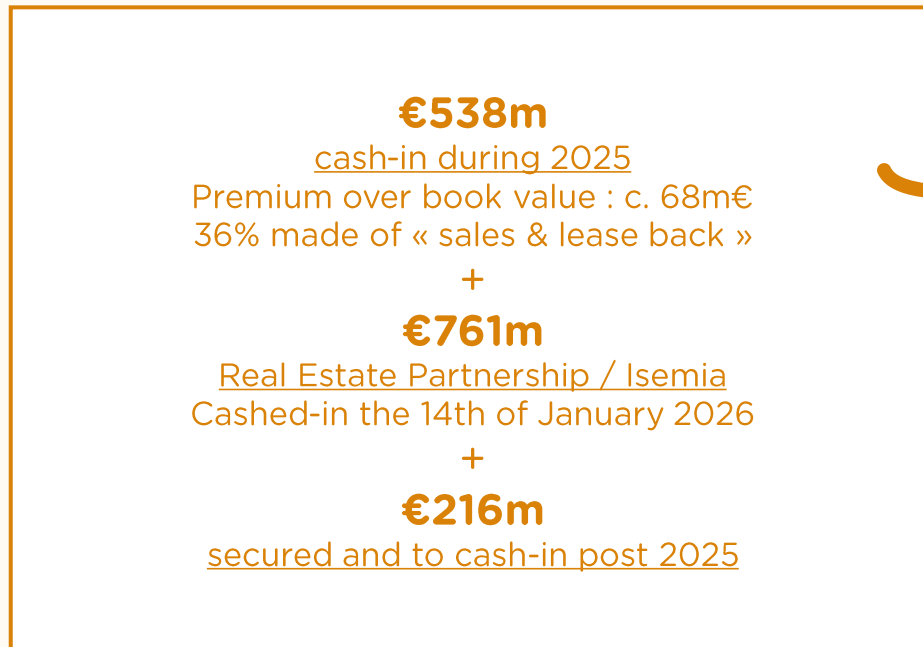 €538m
cash-in during 2025
Premium over book value : c. 68m€
36% made of « sales & lease back »
+
€761m
Real Estate Partnership / Isemia
Cashed-in the 14th of January 2026
+
€216m
secured and to cash-in post 2025